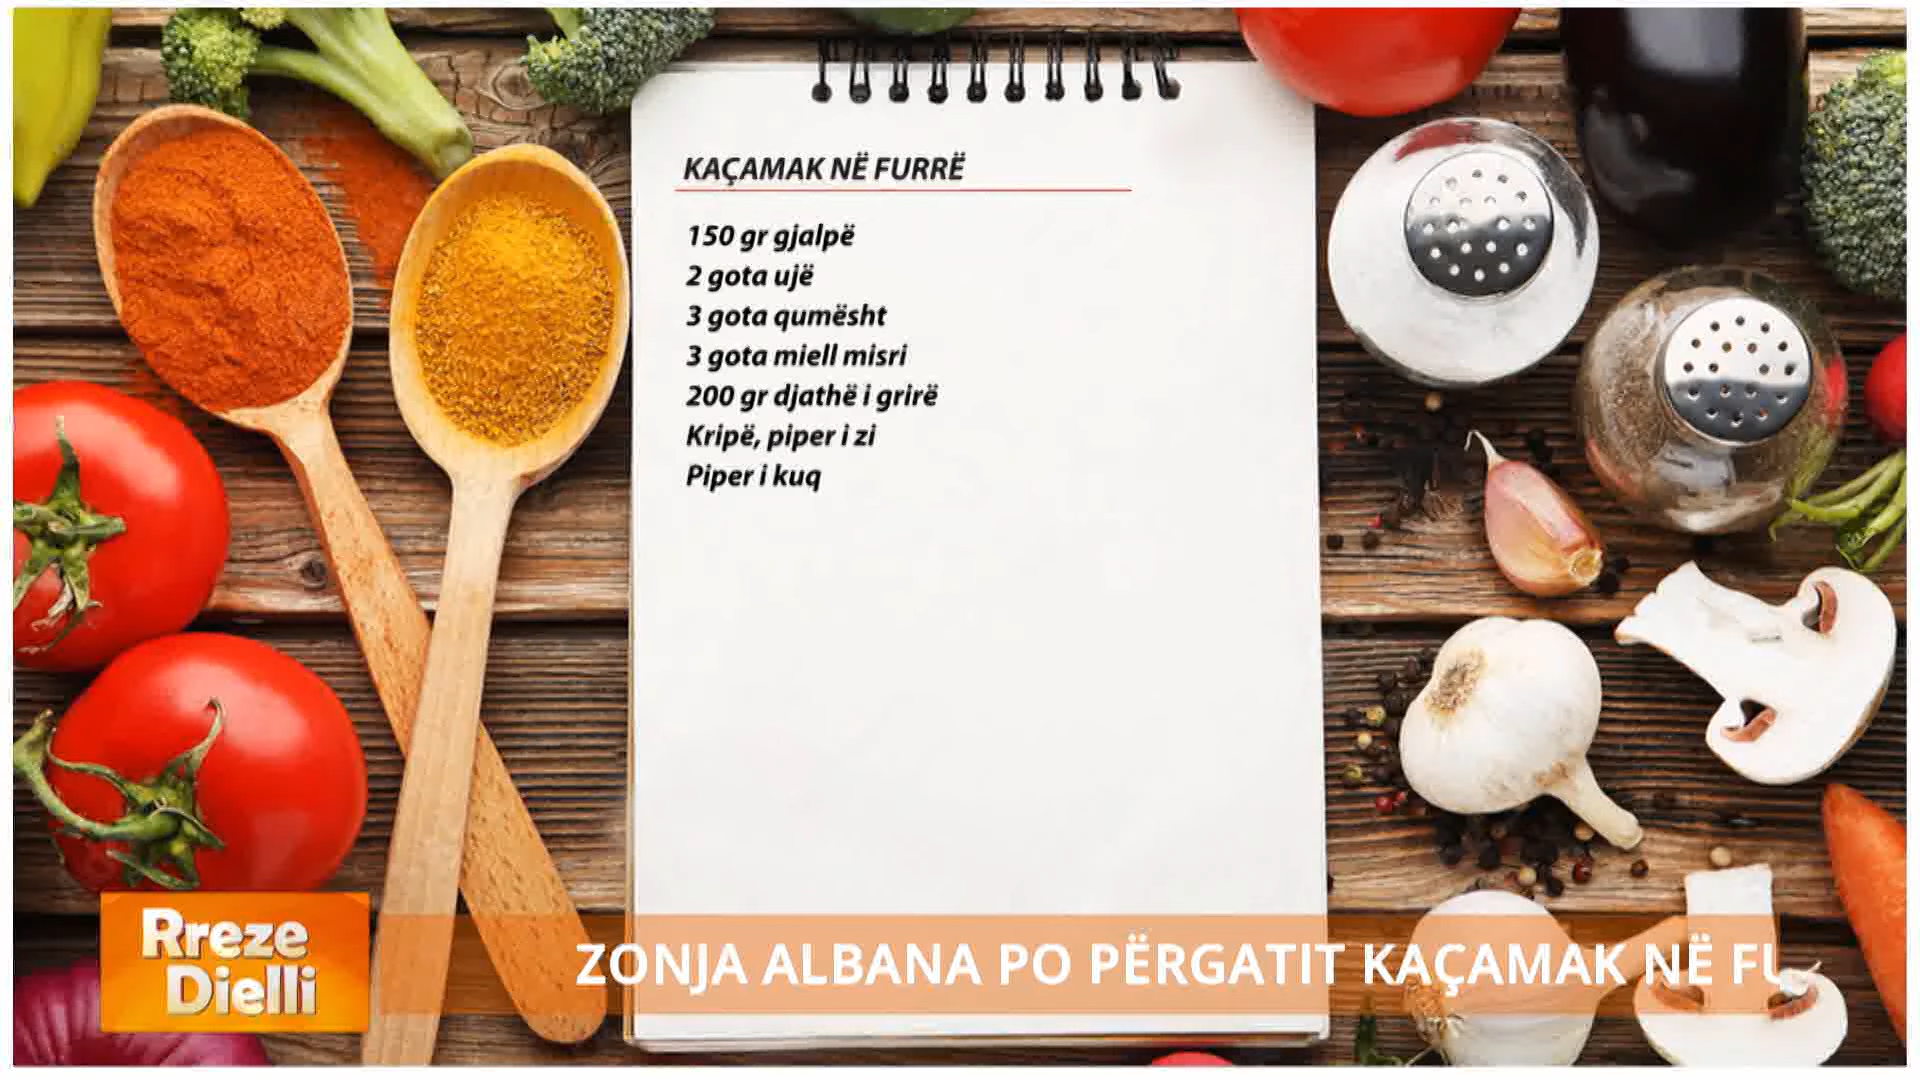 KAÇAMAK NË FURRË
150 gr gjalpë
2 gota ujë
3 gota qumësht
3 gota miell misri
200 gr djathë i grirë
Kripë, piper i zi
Piper i kuq
Rreze
Dielli
ZONJA ALBANA PO PËRGATIT KAÇAMAK NË